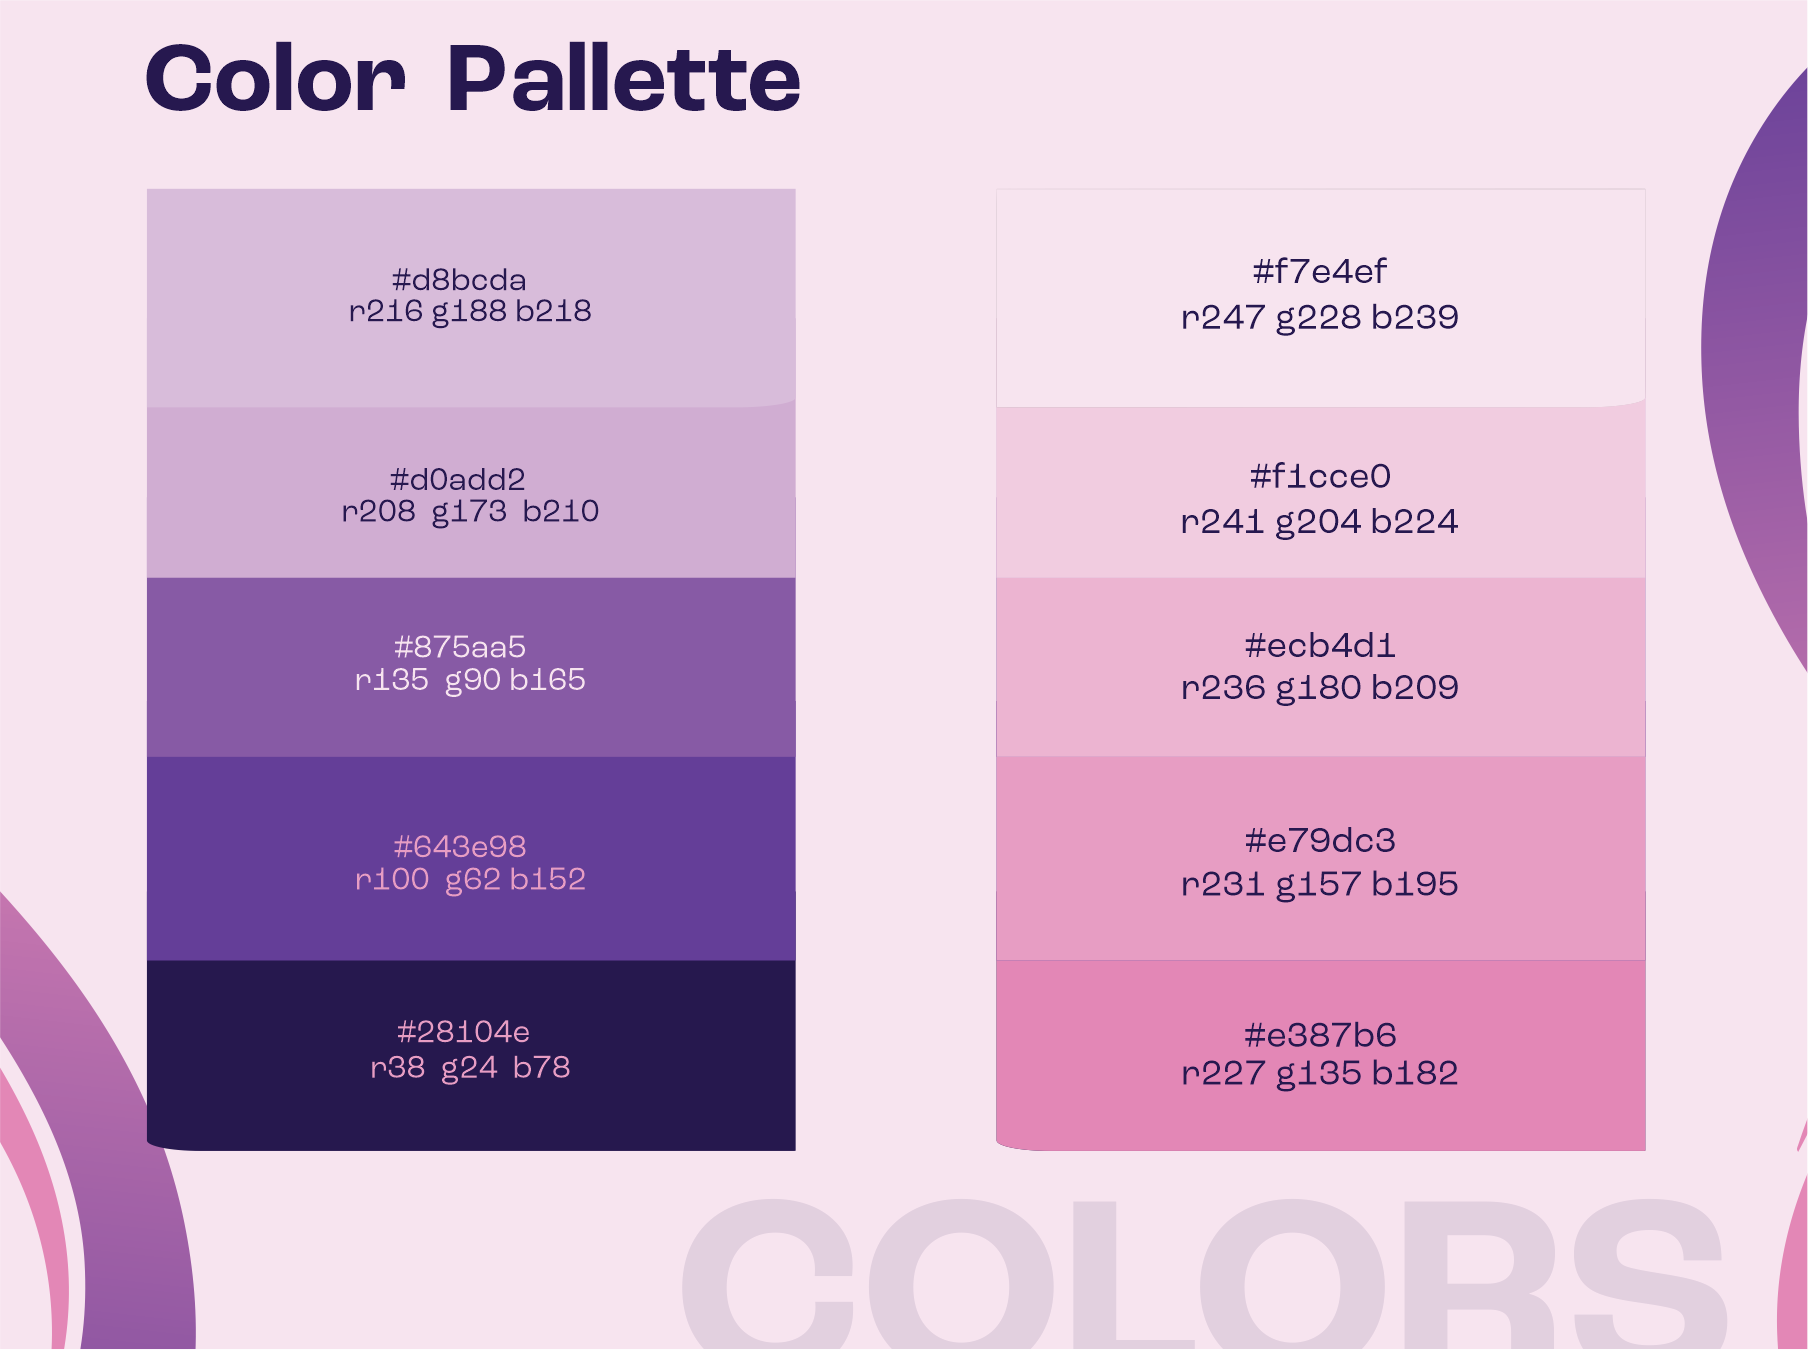 Color Pallette
#d8bcda
r216 g188 b218
#d0add2
r208 g173 b210
#875aa5
r135 g90 b165
#643e98
r100 g62 b152
#28104e
r38 g24 b78
#f7e4ef
r247 g228 b239
#f1cce0
r241 g204 b224
#ecb4d1
r236 g180 b209
#e79dc3
r231 g157 b195
#e387b6
r227 g135 b182
COLORS